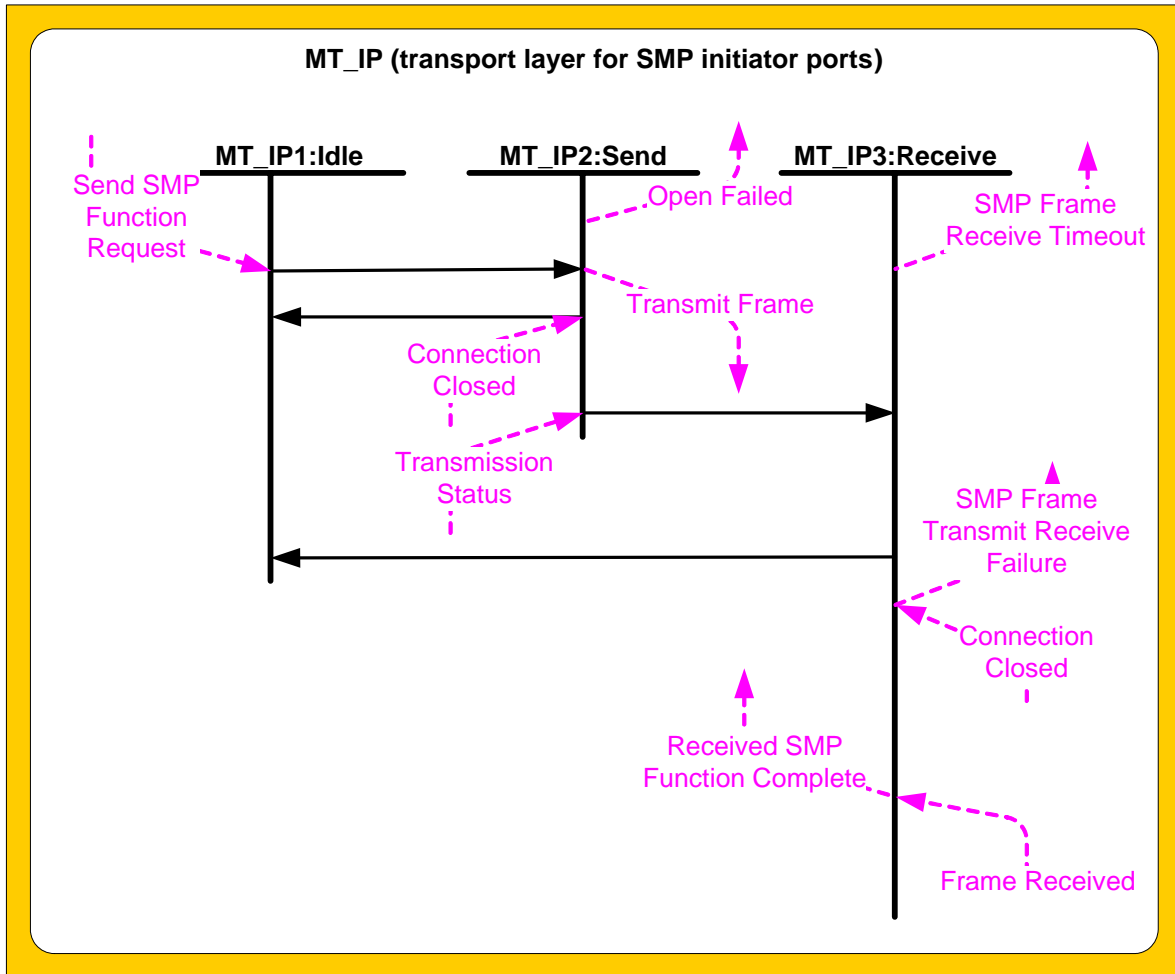 MT_IP (transport layer for SMP initiator ports)
MT_IP1:Idle
MT_IP2:Send
MT_IP3:Receive
Send SMP
Function
Request
Open Failed
SMP Frame
Receive Timeout
Transmit Frame
Connection
Closed
Transmission
Status
SMP Frame
Transmit Receive
Failure
Connection
Closed
Received SMP
Function Complete
Frame Received